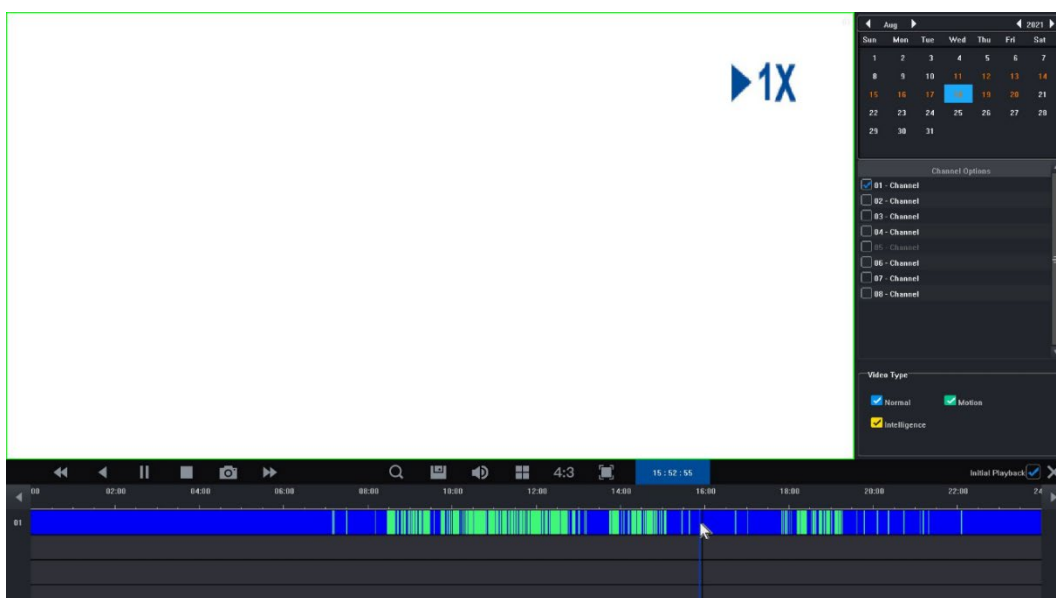 1X
Aug 2021
Sun Mon Tue Wed Thu Fri Sat
1 2 3 4 5 6 7
8 9 10 11 12 13 14
15 16 17 18 19 20 21
22 23 24 25 26 27 28
29 30 31
Channel Options
01 - Channel
02 - Channel
03 - Channel
04 - Channel
05 - Channel
06 - Channel
07 - Channel
08 - Channel
Video Type
Normal Motion
Intelligence
4:3 15 : 52 : 55 Initial Playback
00 02:00 04:00 06:00 08:00 10:00 12:00 14:00 16:00 18:00 20:00 22:00 24
01